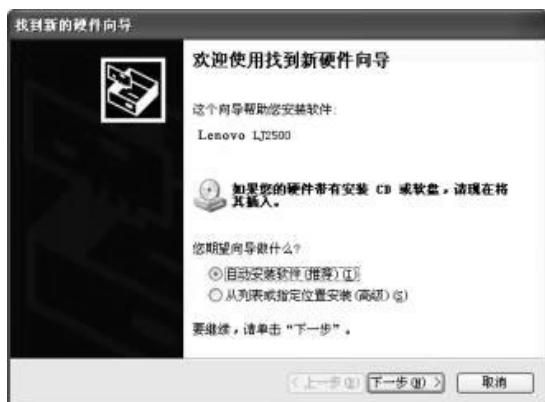 找到新的硬件向导
欢迎使用找到新硬件向导
这个向导帮助您安装软件:
Lenovo LJ2500
如果您的硬件带有安装 CD 或软盘，请现在将
其插入。
您期望向导做什么?
自动安装软件(推荐)(I)
从列表或指定位置安装(高级)(S)
要继续，请单击“下一步”。
<上一步(B) 下一步(N)> 取消